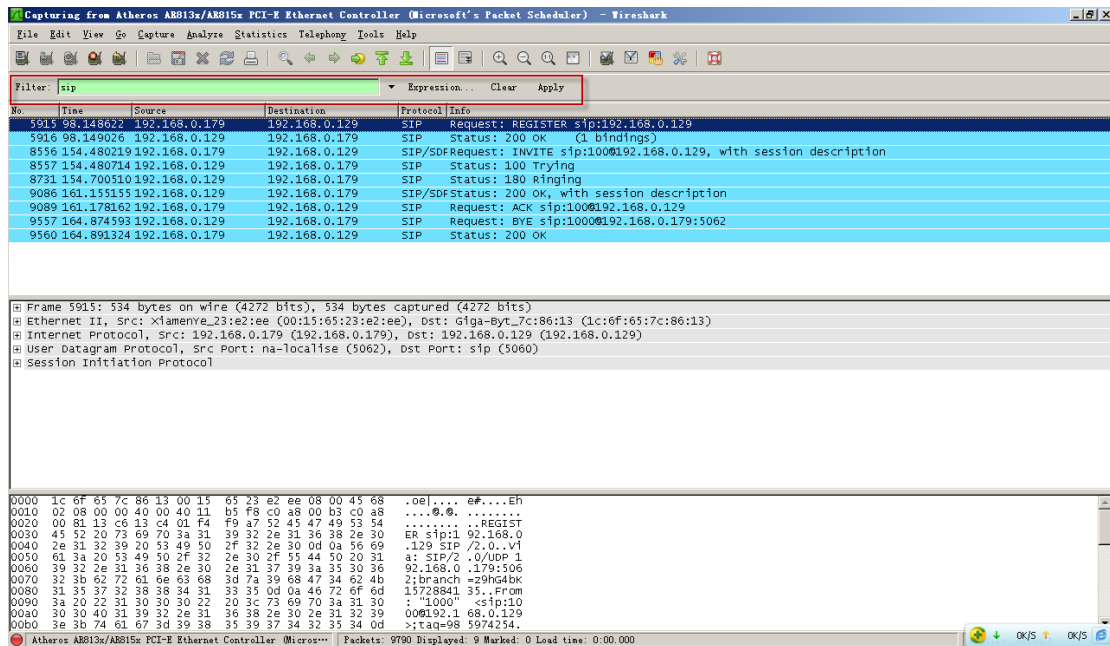 Capturing from Atheros AR813x/AR815x PCI-E Ethernet Controller (Microsoft's Packet Scheduler) - Wireshark
File Edit View Go Capture Analyze Statistics Telephony Tools Help
Filter: sip Expression... Clear Apply
No. Time Source Destination Protocol Info
5915 98.148622 192.168.0.179 192.168.0.129 SIP Request: REGISTER sip:192.168.0.129
5916 98.149026 192.168.0.129 192.168.0.179 SIP Status: 200 OK (1 bindings)
8556 154.480219 192.168.0.179 192.168.0.129 SIP/SDP Request: INVITE sip:100@192.168.0.129, with session description
8557 154.480714 192.168.0.129 192.168.0.179 SIP Status: 100 Trying
8731 154.700510 192.168.0.129 192.168.0.179 SIP Status: 180 Ringing
9086 161.155155 192.168.0.129 192.168.0.179 SIP/SDP Status: 200 OK, with session description
9089 161.178162 192.168.0.179 192.168.0.129 SIP Request: ACK sip:100@192.168.0.129
9557 164.874593 192.168.0.129 192.168.0.179 SIP Request: BYE sip:1000@192.168.0.179:5062
9560 164.891324 192.168.0.179 192.168.0.129 SIP Status: 200 OK
Frame 5915: 534 bytes on wire (4272 bits), 534 bytes captured (4272 bits)
Ethernet II, Src: XiamenYe_23:e2:ee (00:15:65:23:e2:ee), Dst: Giga-Byt_7c:86:13 (1c:6f:65:7c:86:13)
Internet Protocol, Src: 192.168.0.179 (192.168.0.179), Dst: 192.168.0.129 (192.168.0.129)
User Datagram Protocol, Src Port: na-localise (5062), Dst Port: sip (5060)
Session Initiation Protocol
0000 1c 6f 65 7c 86 13 00 15 65 23 e2 ee 08 00 45 68 .oe|.... e#....Eh
0010 02 08 00 00 40 00 40 11 b5 f8 c0 a8 00 b3 c0 a8 ....@.@. ........
0020 00 81 13 c6 13 c4 01 f4 f9 a7 52 45 47 49 53 54 ........ ..REGIST
0030 45 52 20 73 69 70 3a 31 39 32 2e 31 36 38 2e 30 ER sip:1 92.168.0
0040 2e 31 32 39 20 53 49 50 2f 32 2e 30 0d 0a 56 69 .129 SIP /2.0..Vi
0050 61 3a 20 53 49 50 2f 32 2e 30 2f 55 44 50 20 31 a: SIP/2 .0/UDP 1
0060 39 32 2e 31 36 38 2e 30 2e 31 37 39 3a 35 30 36 92.168.0 .179:506
0070 32 3b 62 72 61 6e 63 68 3d 7a 39 68 47 34 62 4b 2;branch =z9hG4bK
0080 31 35 37 32 38 38 34 31 33 35 0d 0a 46 72 6f 6d 15728841 35..From
0090 3a 20 22 31 30 30 30 22 20 3c 73 69 70 3a 31 30 : "1000" <sip:10
00a0 30 30 40 31 39 32 2e 31 36 38 2e 30 2e 31 32 39 00@192.1 68.0.129
00b0 3e 3b 74 61 67 3d 39 38 35 39 37 34 32 35 34 0d >;tag=98 5974254.
Atheros AR813x/AR815x PCI-E Ethernet Controller (Micros… Packets: 9790 Displayed: 9 Marked: 0 Load time: 0:00.000
0K/S 0K/S